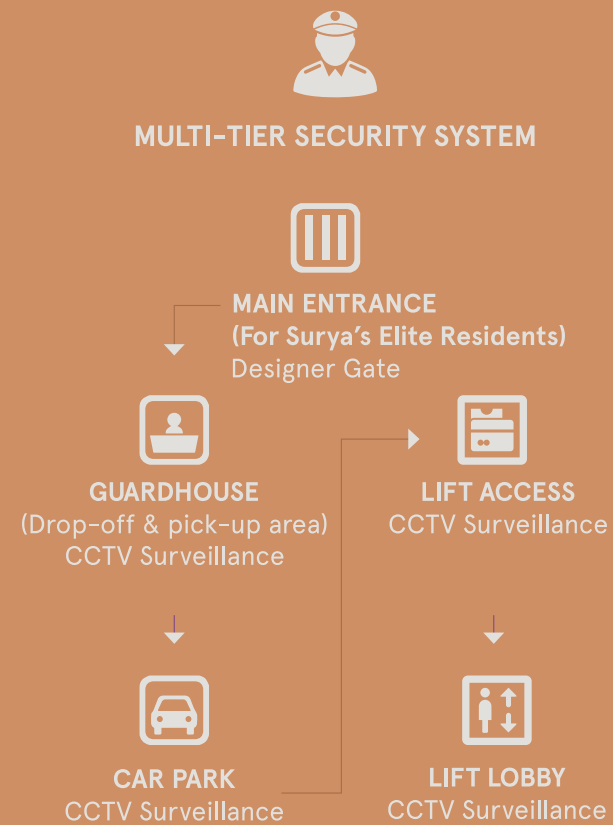 MULTI-TIER SECURITY SYSTEM
MAIN ENTRANCE
(For Surya's Elite Residents)
Designer Gate
GUARDHOUSE
(Drop-off & pick-up area)
CCTV Surveillance
CAR PARK
CCTV Surveillance
LIFT ACCESS
CCTV Surveillance
LIFT LOBBY
CCTV Surveillance